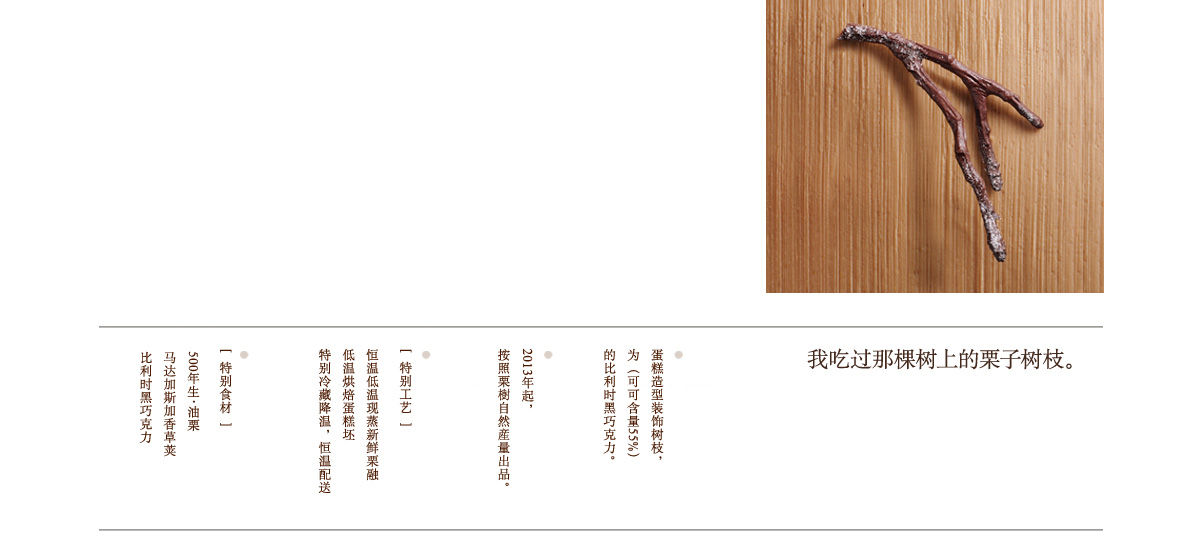 我吃过那棵树上的栗子树枝。
蛋糕造型装饰树枝，
为（可可含量55%）
的比利时黑巧克力。
2013年起，
按照栗樹自然産量出品。
[ 特别工艺 ]
恒温低温现蒸新鲜栗融
低温烘焙蛋糕坯
特别冷藏降温，恒温配送
[ 特别食材 ]
500年生·油栗
马达加斯加香草荚
比利时黑巧克力